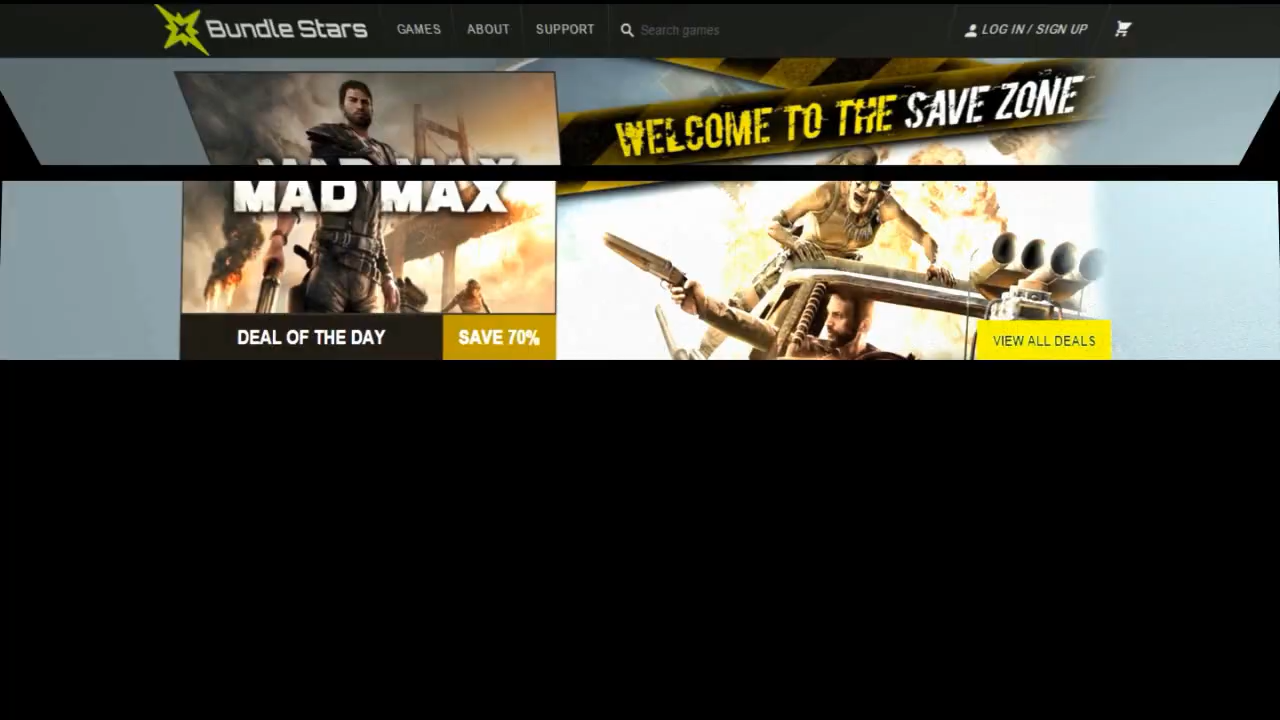 Bundle Stars GAMES ABOUT SUPPORT Search games LOG IN / SIGN UP
WELCOME TO THE SAVE ZONE
MAD MAX
DEAL OF THE DAY SAVE 70%
VIEW ALL DEALS